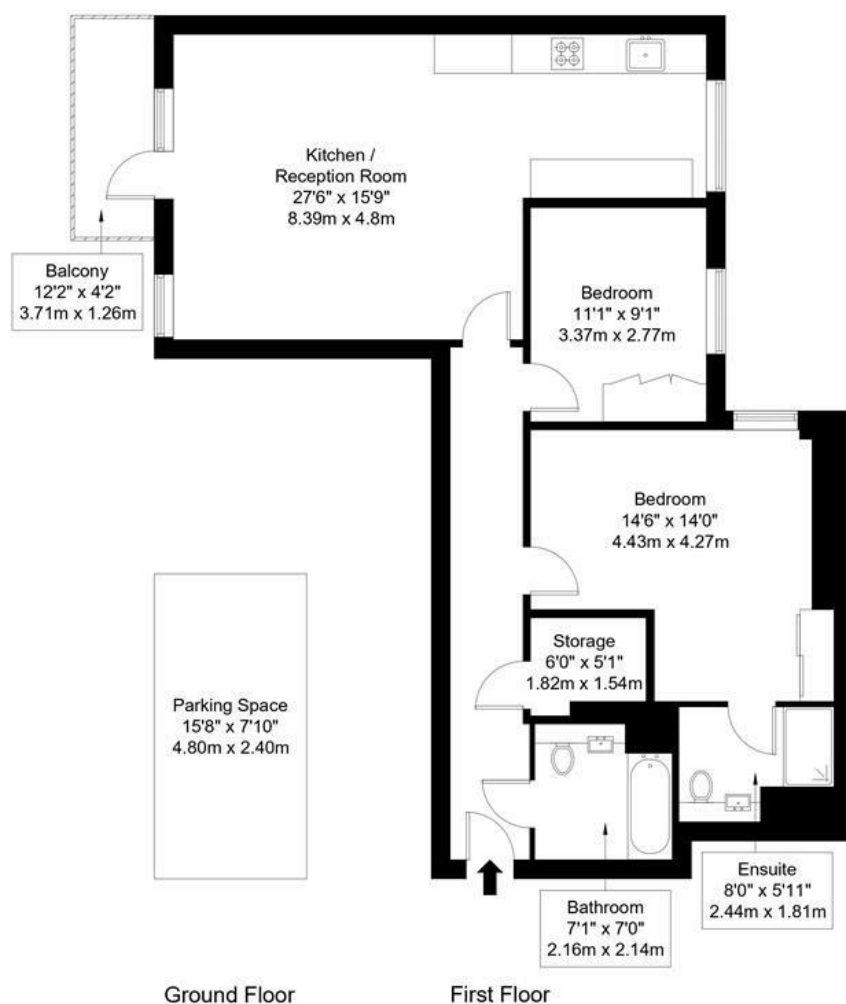 Kitchen /
Reception Room
27'6" x 15'9"
8.39m x 4.8m
Balcony
12'2" x 4'2"
3.71m x 1.26m
Bedroom
11'1" x 9'1"
3.37m x 2.77m
Bedroom
14'6" x 14'0"
4.43m x 4.27m
Storage
6'0" x 5'1"
1.82m x 1.54m
Parking Space
15'8" x 7'10"
4.80m x 2.40m
Ensuite
8'0" x 5'11"
2.44m x 1.81m
Bathroom
7'1" x 7'0"
2.16m x 2.14m
Ground Floor
First Floor